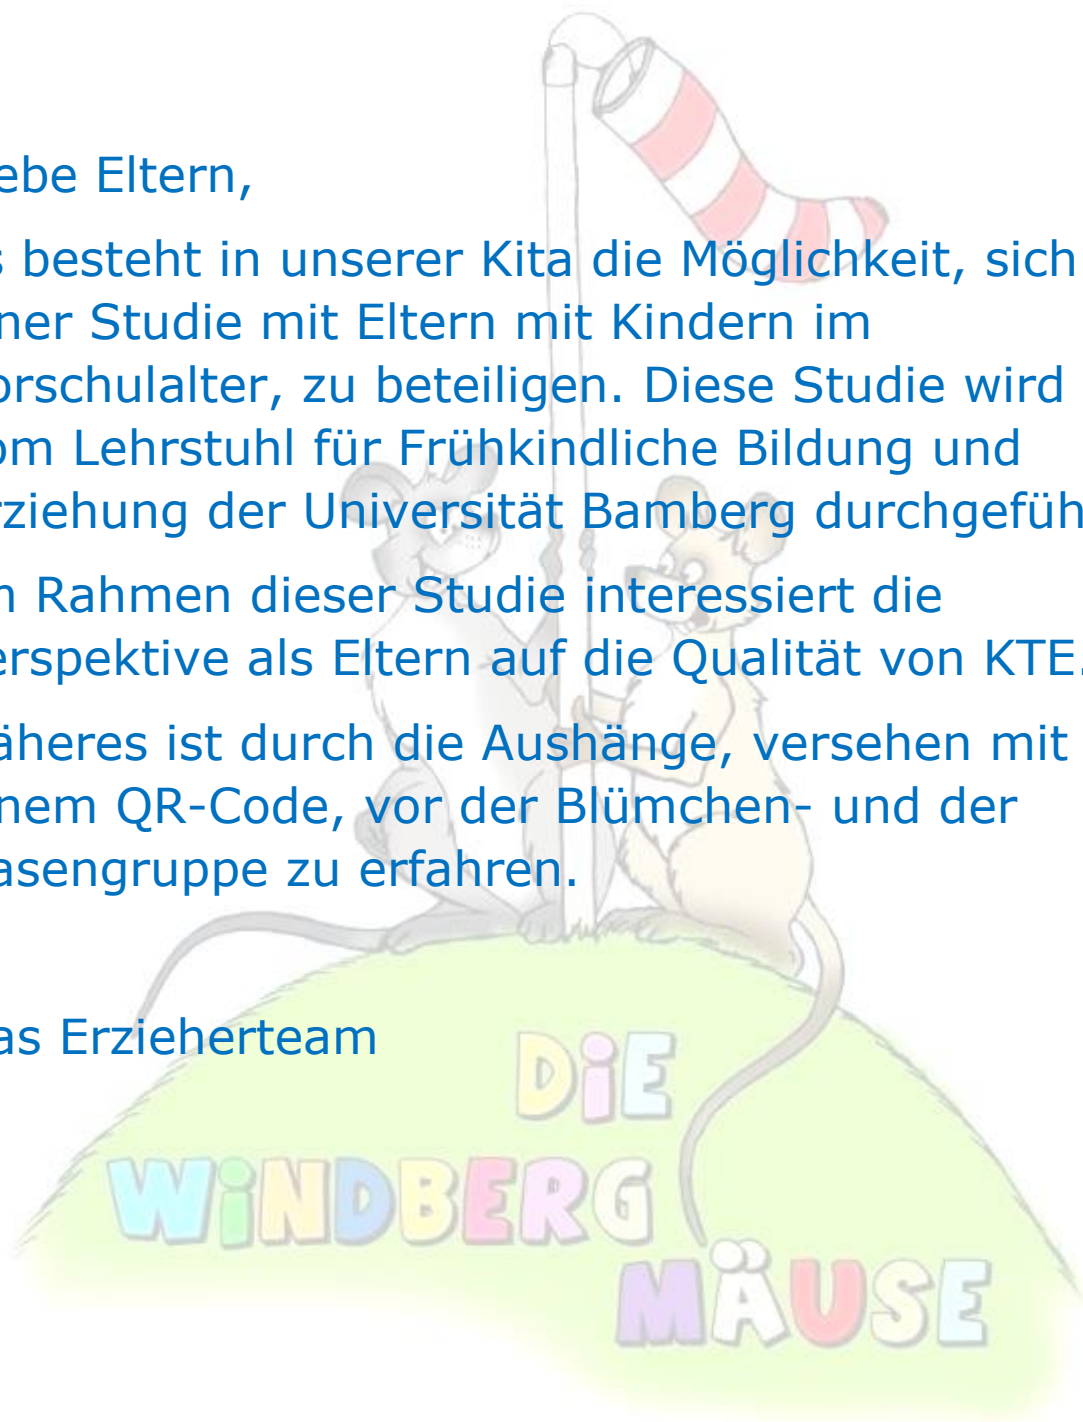 ebe Eltern,
s besteht in unserer Kita die Möglichkeit, sich
ner Studie mit Eltern mit Kindern im
orschulalter, zu beteiligen. Diese Studie wird
om Lehrstuhl für Frühkindliche Bildung und
rziehung der Universität Bamberg durchgefüh
n Rahmen dieser Studie interessiert die
erspektive als Eltern auf die Qualität von KTE.
äheres ist durch die Aushänge, versehen mit
nem QR-Code, vor der Blümchen- und der
asengruppe zu erfahren.
as Erzieherteam
DiE
WiNDBERG
MÄUSE